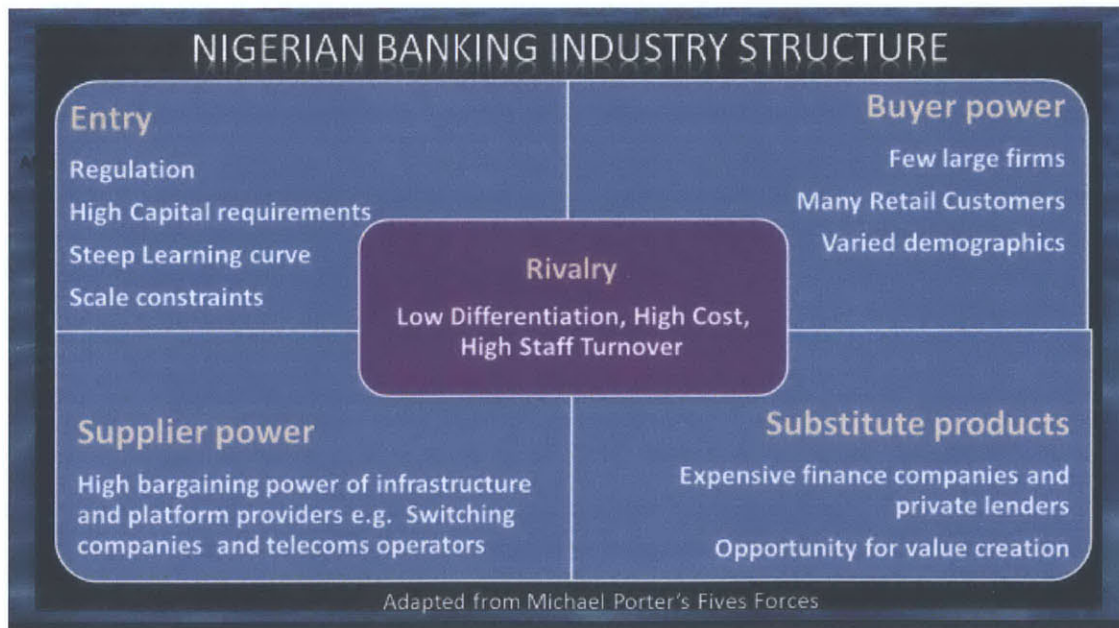 NIGERIAN BANKING INDUSTRY STRUCTURE
Entry
Regulation
High Capital requirements
Steep Learning curve
Scale constraints
Buyer power
Few large firms
Many Retail Customers
Varied demographics
Rivalry
Low Differentiation, High Cost,
High Staff Turnover
Supplier power
High bargaining power of infrastructure
and platform providers e.g. Switching
companies and telecoms operators
Substitute products
Expensive finance companies and
private lenders
Opportunity for value creation
Adapted from Michael Porter's Fives Forces